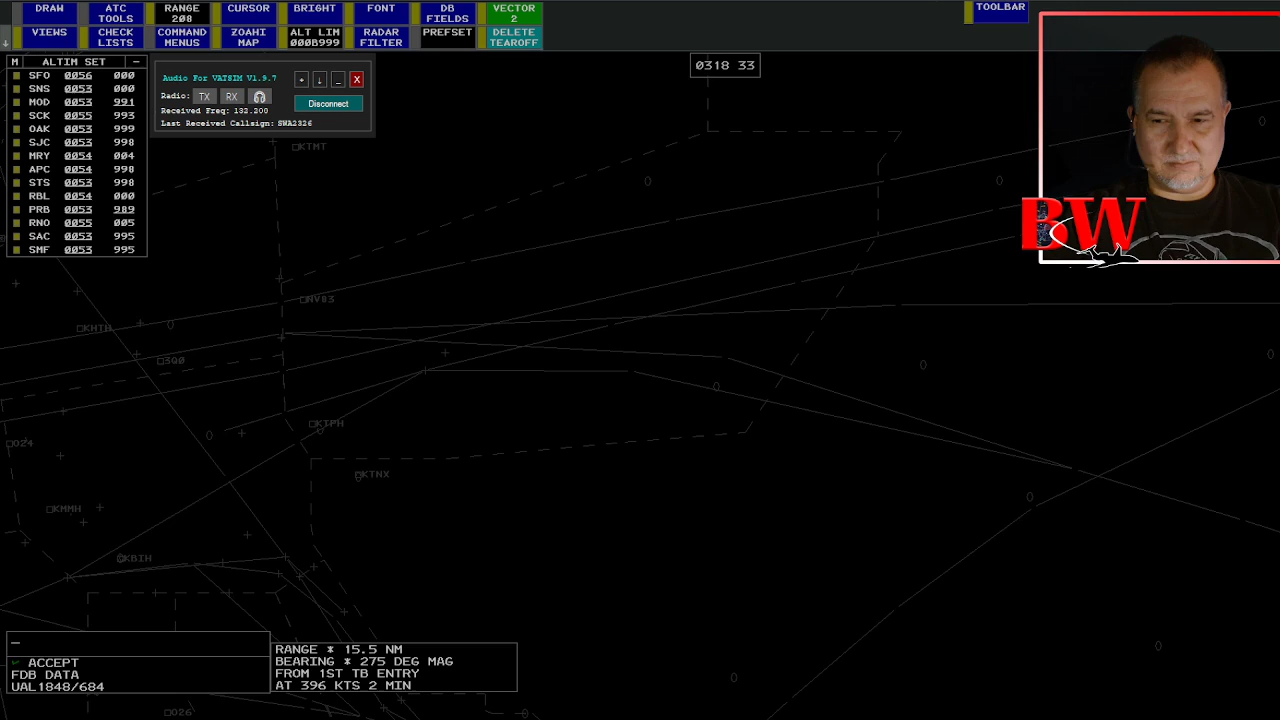 DRAW
ATC
TOOLS
RANGE
208
CURSOR
BRIGHT
FONT
DB
FIELDS
VECTOR
2
TOOLBAR
VIEWS
CHECK
LISTS
COMMAND
MENUS
ZOAHI
MAP
ALT LIM
000B999
RADAR
FILTER
PREFSET
DELETE
TEAROFF
M ALTIM SET —
SFO 0056 000
SNS 0053 000
MOD 0053 991
SCK 0055 993
OAK 0053 999
SJC 0053 998
MRY 0054 004
APC 0054 998
STS 0053 998
RBL 0054 000
PRB 0053 989
RNO 0055 005
SAC 0053 995
SMF 0053 995
Audio For VATSIM V1.9.7
X
Radio: TX RX
Disconnect
Received Freq: 132.200
Last Received Callsign: SWA2326
0318 33
BW
KTMT
NV83
KHTH
3Q0
KTPH
O24
KTNX
KMMH
KBIH
O26
ACCEPT
FDB DATA
UAL1848/684
RANGE * 15.5 NM
BEARING * 275 DEG MAG
FROM 1ST TB ENTRY
AT 396 KTS 2 MIN